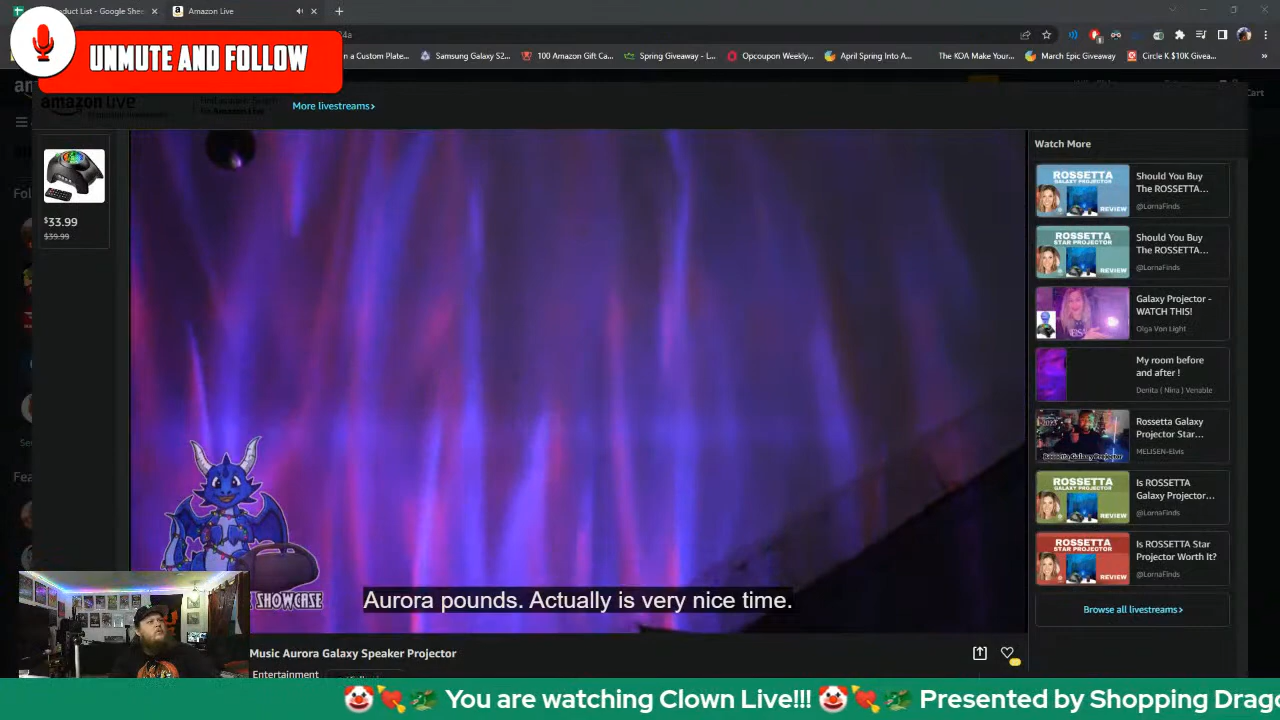 duct List - Google Shee
Amazon Live
24a
UNMUTE AND FOLLOW
n a Custom Plate...
Samsung Galaxy S2...
100 Amazon Gift Ca...
Spring Giveaway - L...
Opcoupon Weekly...
April Spring Into A...
The KOA Make Your...
March Epic Giveaway
Circle K $10K Givea...
»
amazon live
More livestreams›
Cart
$33.99
$39.99
Watch More
ROSSETTA
GALAXY PROJECTOR
REVIEW
Should You Buy
The ROSSETTA...
@LornaFinds
ROSSETTA
STAR PROJECTOR
REVIEW
Should You Buy
The ROSSETTA...
@LornaFinds
Galaxy Projector -
WATCH THIS!
Olga Von Light
My room before
and after !
Denita ( Nina ) Venable
Rossetta Galaxy Projector
Rossetta Galaxy
Projector Star...
MELISEN-Elvis
ROSSETTA
GALAXY PROJECTOR
REVIEW
Is ROSSETTA
Galaxy Projector...
@LornaFinds
ROSSETTA
STAR PROJECTOR
REVIEW
Is ROSSETTA Star
Projector Worth It?
@LornaFinds
Browse all livestreams›
SHOWCASE
Aurora pounds. Actually is very nice time.
Music Aurora Galaxy Speaker Projector
Entertainment
🤡💘🐲 You are watching Clown Live!!! 🤡💘🐲 Presented by Shopping Drago